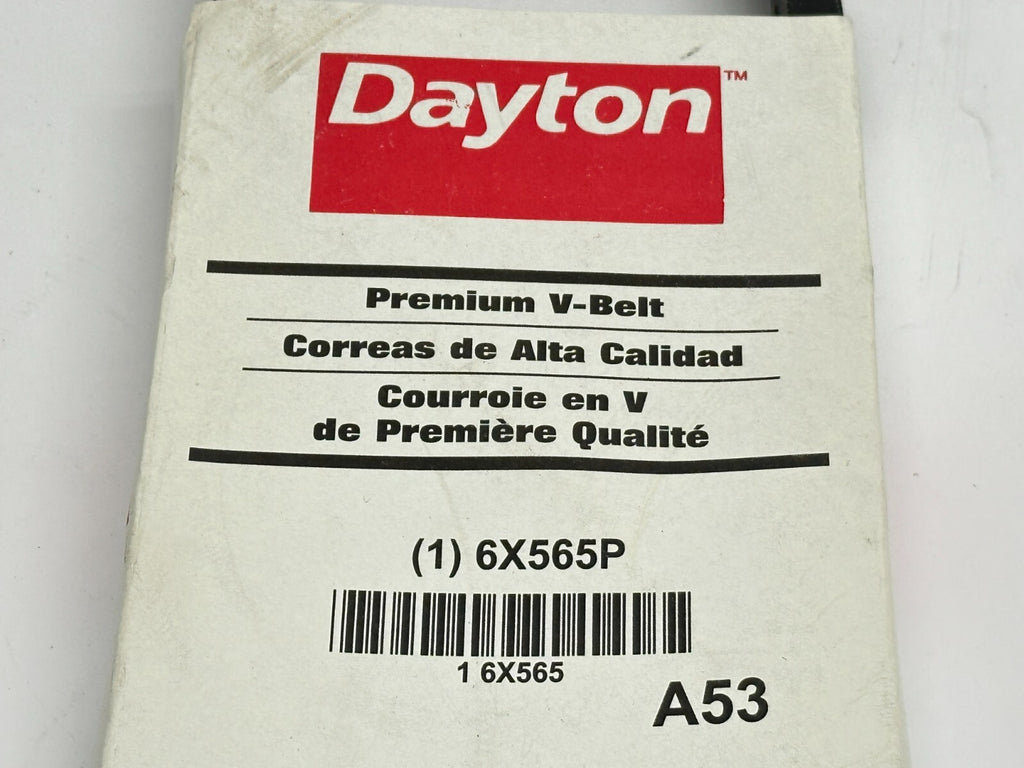 Dayton™
Premium V-Belt
Correas de Alta Calidad
Courroie en V
de Première Qualité
(1) 6X565P
1 6X565
A53